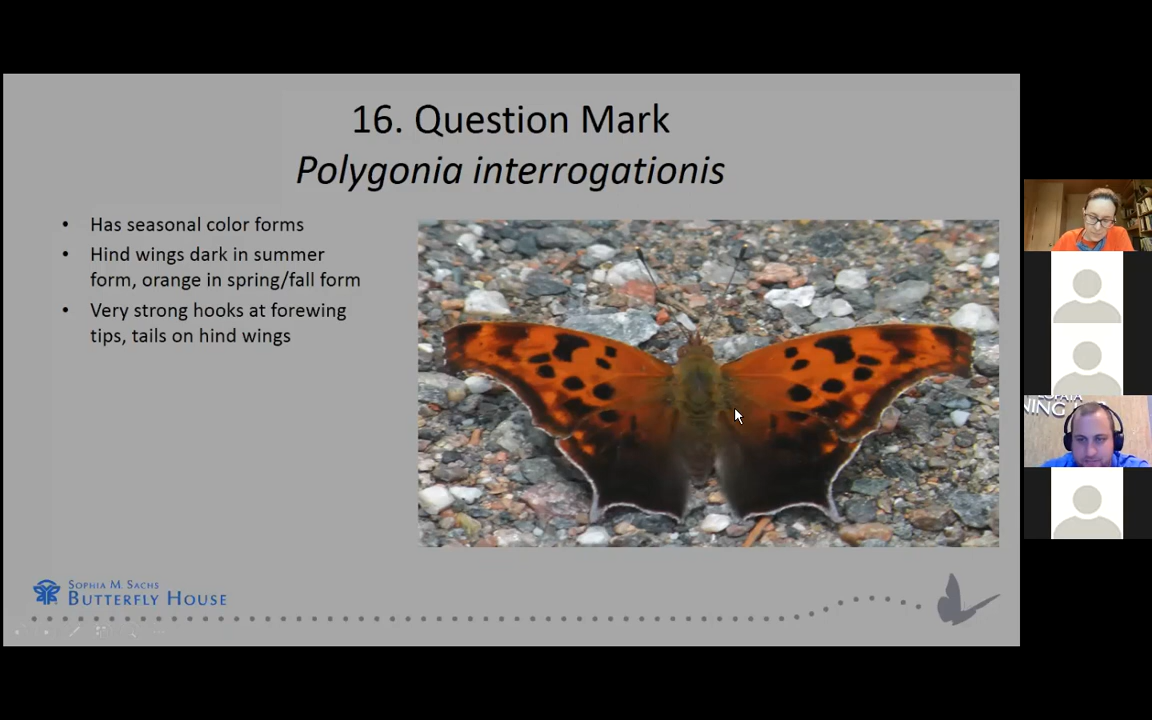 16. Question Mark
Polygonia interrogationis
• Has seasonal color forms
• Hind wings dark in summer
form, orange in spring/fall form
• Very strong hooks at forewing
tips, tails on hind wings
SOPHIA M. SACHS
BUTTERFLY HOUSE